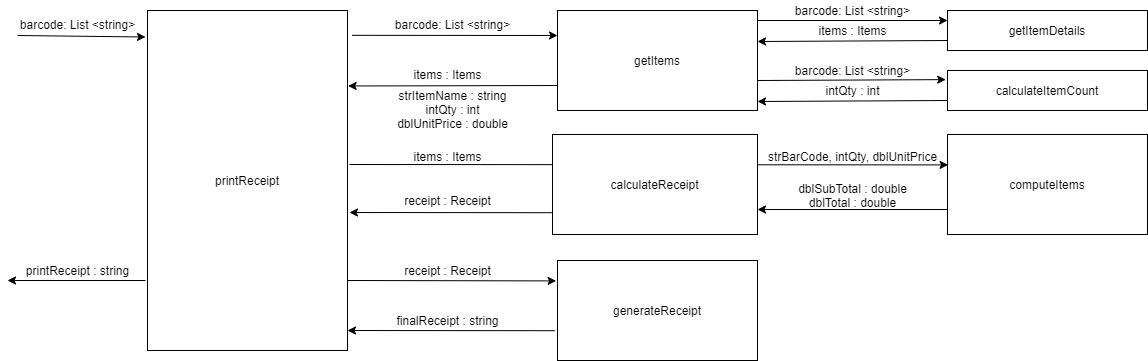 barcode: List <string>
printReceipt
printReceipt : string
barcode: List <string>
items : Items
strItemName : string
intQty : int
dblUnitPrice : double
getItems
barcode: List <string>
items : Items
getItemDetails
barcode: List <string>
intQty : int
calculateItemCount
items : Items
receipt : Receipt
calculateReceipt
strBarCode, intQty, dblUnitPrice
dblSubTotal : double
dblTotal : double
computeItems
receipt : Receipt
finalReceipt : string
generateReceipt